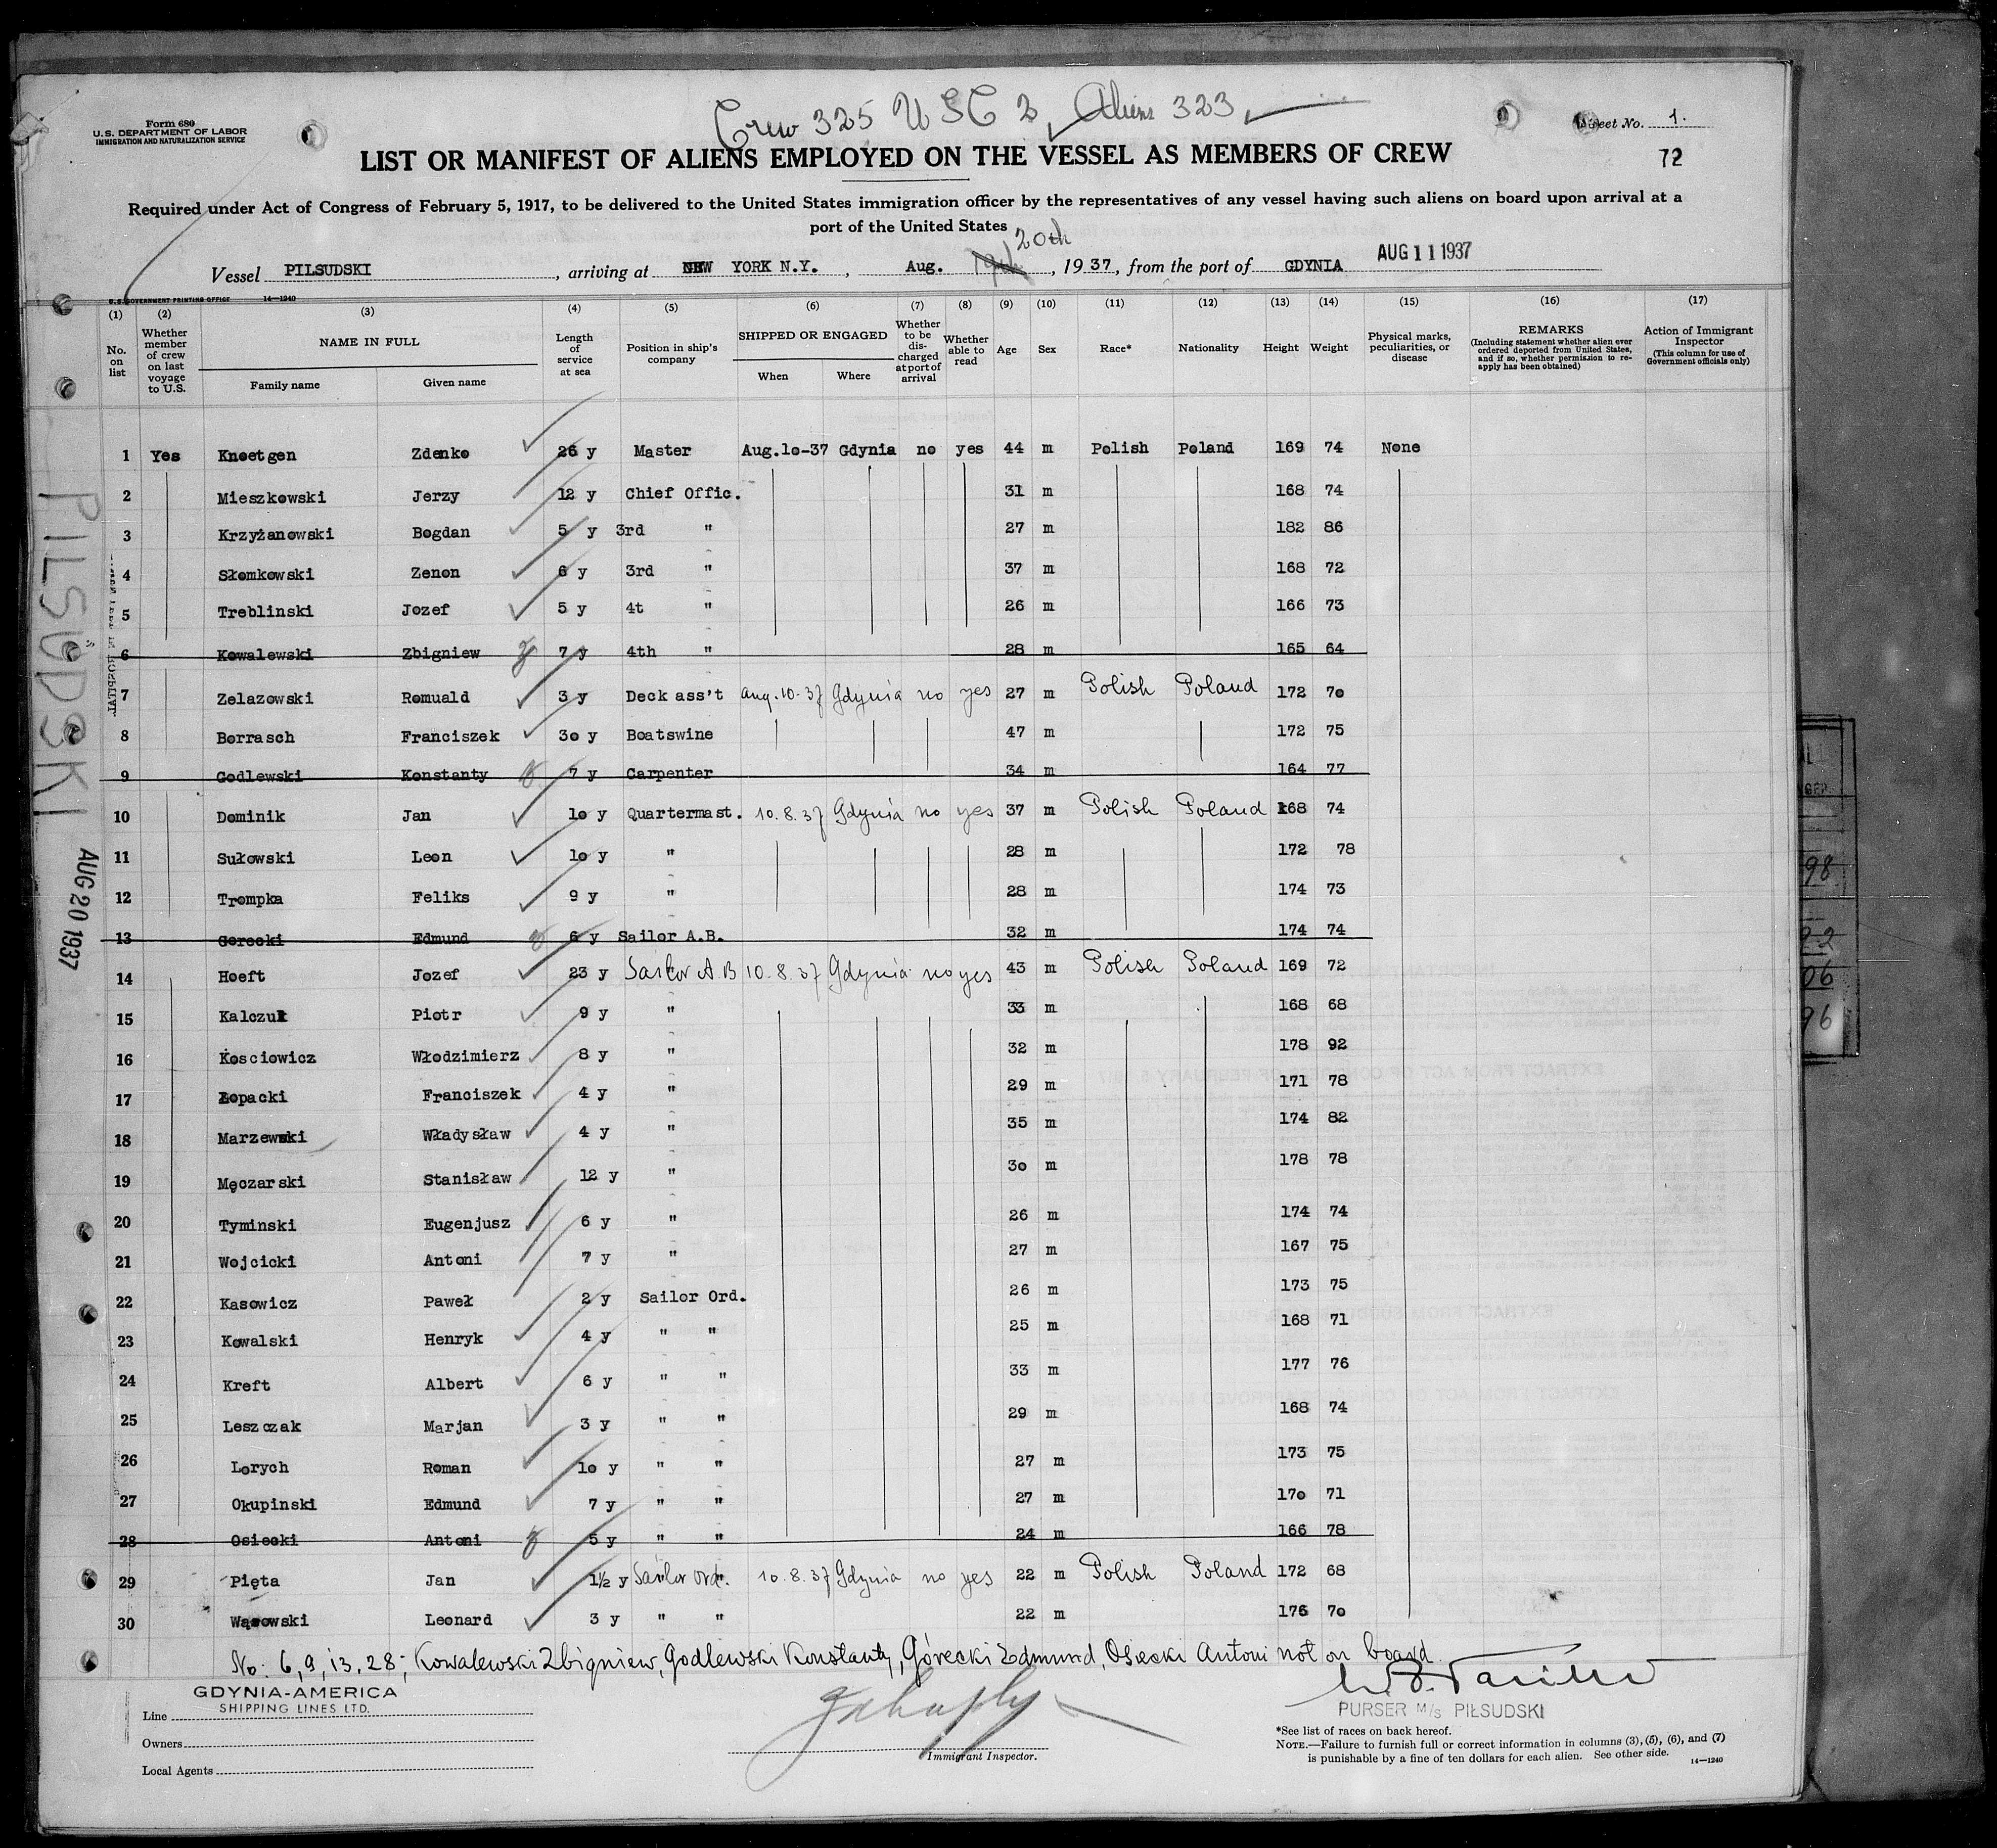 Crew 325 USC 2 Aliens 323
Form 680
U.S. DEPARTMENT OF LABOR
IMMIGRATION AND NATURALIZATION SERVICE
Sheet No. 1.
72
LIST OR MANIFEST OF ALIENS EMPLOYED ON THE VESSEL AS MEMBERS OF CREW
Required under Act of Congress of February 5, 1917, to be delivered to the United States immigration officer by the representatives of any vessel having such aliens on board upon arrival at a
port of the United States
20th
Vessel PILSUDSKI, arriving at NEW YORK N.Y., Aug. 19th, 1937, from the port of GDYNIA AUG 11 1937
U.S. GOVERNMENT PRINTING OFFICE 14—1240
(1) (2) (3) (4) (5) (6) (7) (8) (9) (10) (11) (12) (13) (14) (15) (16) (17)
No. on list
Whether member of crew on last voyage to U.S.
NAME IN FULL
Family name
Given name
Length of service at sea
Position in ship's company
SHIPPED OR ENGAGED
When
Where
Whether to be discharged at port of arrival
Whether able to read
Age
Sex
Race*
Nationality
Height
Weight
Physical marks, peculiarities, or disease
REMARKS
(Including statement whether alien ever ordered deported from United States, and if so, whether permission to reapply has been obtained)
Action of Immigrant Inspector
(This column for use of Government officials only)
1 Yes Knoetgen Zdenko 26 y Master Aug.10-37 Gdynia no yes 44 m Polish Poland 169 74 None
2 Mieszkowski Jerzy 12 y Chief Offic. 31 m 168 74
3 Krzyżanowski Bogdan 5 y 3rd " 27 m 182 86
4 Słomkowski Zenon 6 y 3rd " 37 m 168 72
5 Treblinski Jozef 5 y 4t " 26 m 166 73
6 Kowalewski Zbigniew 7 y 4th " 28 m 165 64
7 Zelazowski Romuald 3 y Deck ass't Aug.10-37 Gdynia no yes 27 m Polish Poland 172 70
8 Borrasch Franciszek 30 y Boatswine 47 m 172 75
9 Godlewski Konstanty 7 y Carpenter 34 m 164 77
10 Dominik Jan 10 y Quartermast. 10.8.37 Gdynia no yes 37 m Polish Poland 168 74
11 Sułowski Leon 10 y " 28 m 172 78
12 Trompka Feliks 9 y " 28 m 174 73
13 Gorecki Edmund 6 y Sailor A.B. 32 m 174 74
14 Hoeft Jozef 23 y Sailor A B 10.8.37 Gdynia no yes 43 m Polish Poland 169 72
15 Kalczuk Piotr 9 y " 33 m 168 68
16 Kosciowicz Włodzimierz 8 y " 32 m 178 92
17 Łopacki Franciszek 4 y " 29 m 171 78
18 Marzewski Władysław 4 y " 35 m 174 82
19 Męczarski Stanisław 12 y " 30 m 178 78
20 Tyminski Eugenjusz 6 y " 26 m 174 74
21 Wojcicki Antoni 7 y " 27 m 167 75
22 Kasowicz Paweł 2 y Sailor Ord. 26 m 173 75
23 Kowalski Henryk 4 y " " 25 m 168 71
24 Kreft Albert 6 y " " 33 m 177 76
25 Leszczak Marjan 3 y " " 29 m 168 74
26 Lorych Roman 10 y " " 27 m 173 75
27 Okupinski Edmund 7 y " " 27 m 170 71
28 Osiecki Antoni 5 y " " 24 m 166 78
29 Pięta Jan 1½ y Sailor Ord. 10.8.37 Gdynia no yes 22 m Polish Poland 172 68
30 Wąsowski Leonard 3 y " " 22 m 176 70
No: 6, 9, 13, 28; Kowalewski Zbigniew, Godlewski Konstanty, Górecki Edmund, Osiecki Antoni not on board.
PILSUDSKI
AUG 20 1937
Line GDYNIA-AMERICA
SHIPPING LINES LTD.
Owners
Local Agents
Immigrant Inspector.
PURSER M/S PIŁSUDSKI
*See list of races on back hereof.
NOTE.—Failure to furnish full or correct information in columns (3), (5), (6), and (7)
is punishable by a fine of ten dollars for each alien. See other side. 14—1240